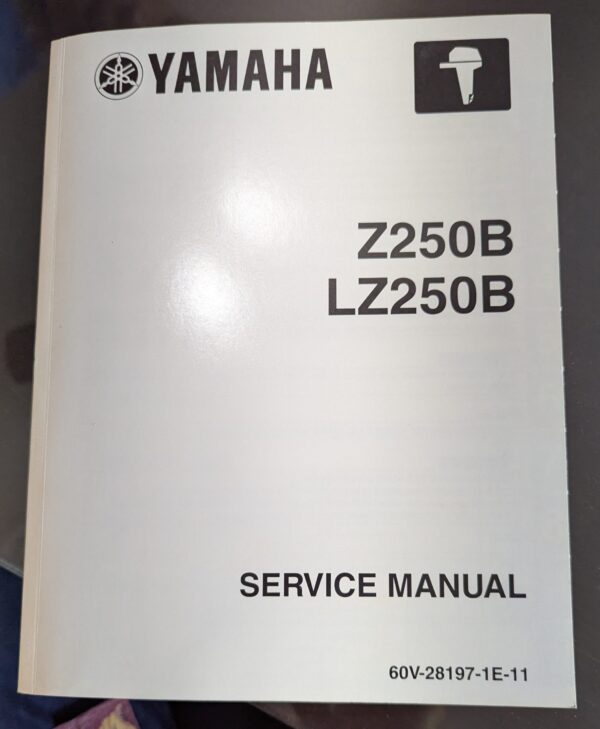 YAMAHA
Z250B
LZ250B
SERVICE MANUAL
60V-28197-1E-11